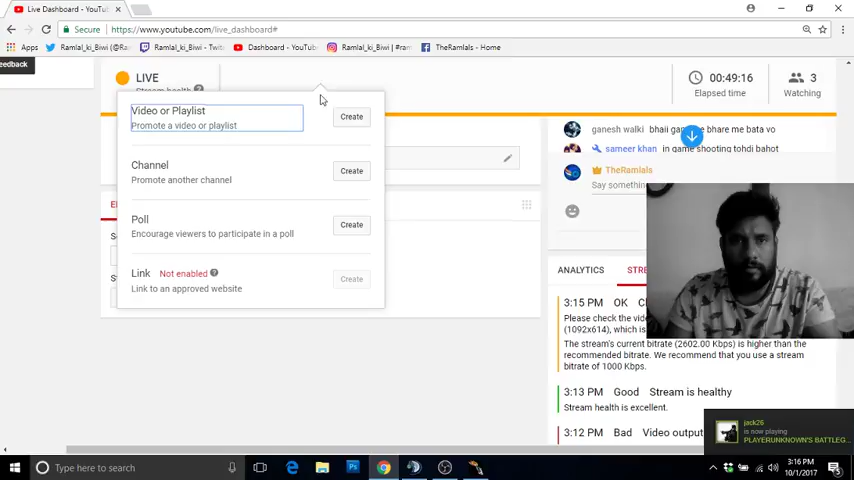 Live Dashboard - YouTub
Secure
https://www.youtube.com/live_dashboard#
Apps
Ramlal_ki_Biwi (@Ra
Ramlal_ki_Biwi - Twit
Dashboard - YouTub
Ramlal_ki_Biwi | #ram
TheRamlals - Home
eedback
LIVE
Stream health
00:49:16
Elapsed time
3
Watching
Video or Playlist
Promote a video or playlist
Create
Channel
Promote another channel
Create
Poll
Encourage viewers to participate in a poll
Create
Link Not enabled
Link to an approved website
Create
ganesh walki bhaii gam e bhare me bata vo
sameer khan in game shooting tohdi bahot
TheRamlals
Say somethin
ANALYTICS
STRE
3:15 PM OK C
Please check the vide
(1092x614), which is
The stream's current bitrate (2602.00 Kbps) is higher than the
recommended bitrate. We recommend that you use a stream
bitrate of 1000 Kbps.
3:13 PM Good Stream is healthy
Stream health is excellent.
3:12 PM Bad Video output
jack26
is now playing
PLAYERUNKNOWN'S BATTLEG...
Type here to search
3:16 PM
10/1/2017